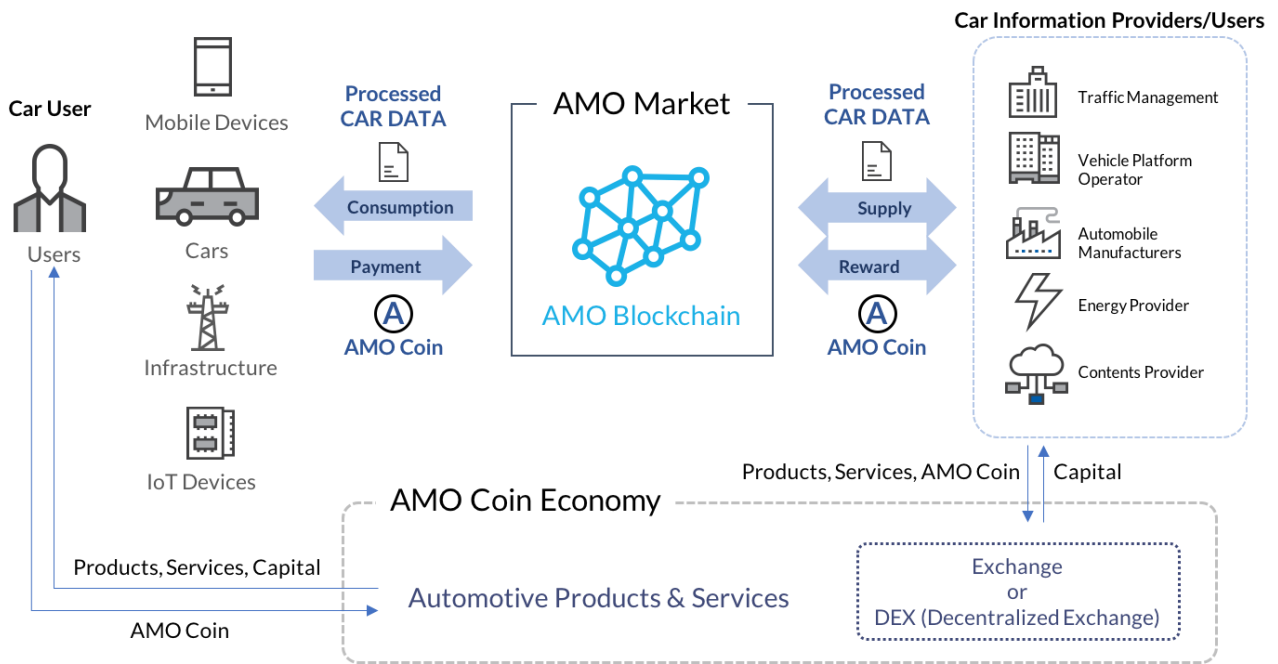 Car Information Providers/Users
Car User
Users
Mobile Devices
Cars
Infrastructure
IoT Devices
Processed
CAR DATA
Consumption
Payment
A
AMO Coin
AMO Market
AMO Blockchain
Processed
CAR DATA
Supply
Reward
A
AMO Coin
Traffic Management
Vehicle Platform
Operator
Automobile
Manufacturers
Energy Provider
Contents Provider
Products, Services, AMO Coin
Capital
AMO Coin Economy
Products, Services, Capital
AMO Coin
Automotive Products & Services
Exchange
or
DEX (Decentralized Exchange)